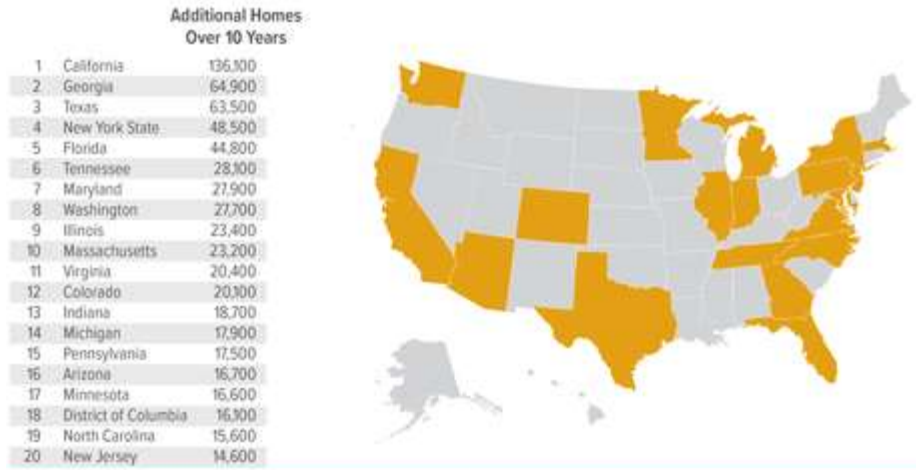 Additional Homes
Over 10 Years
1 California 136,100
2 Georgia 64,900
3 Texas 63,500
4 New York State 48,500
5 Florida 44,800
6 Tennessee 28,100
7 Maryland 27,900
8 Washington 27,700
9 Illinois 23,400
10 Massachusetts 23,200
11 Virginia 20,400
12 Colorado 20,100
13 Indiana 18,700
14 Michigan 17,900
15 Pennsylvania 17,500
16 Arizona 16,700
17 Minnesota 16,600
18 District of Columbia 16,100
19 North Carolina 15,600
20 New Jersey 14,600